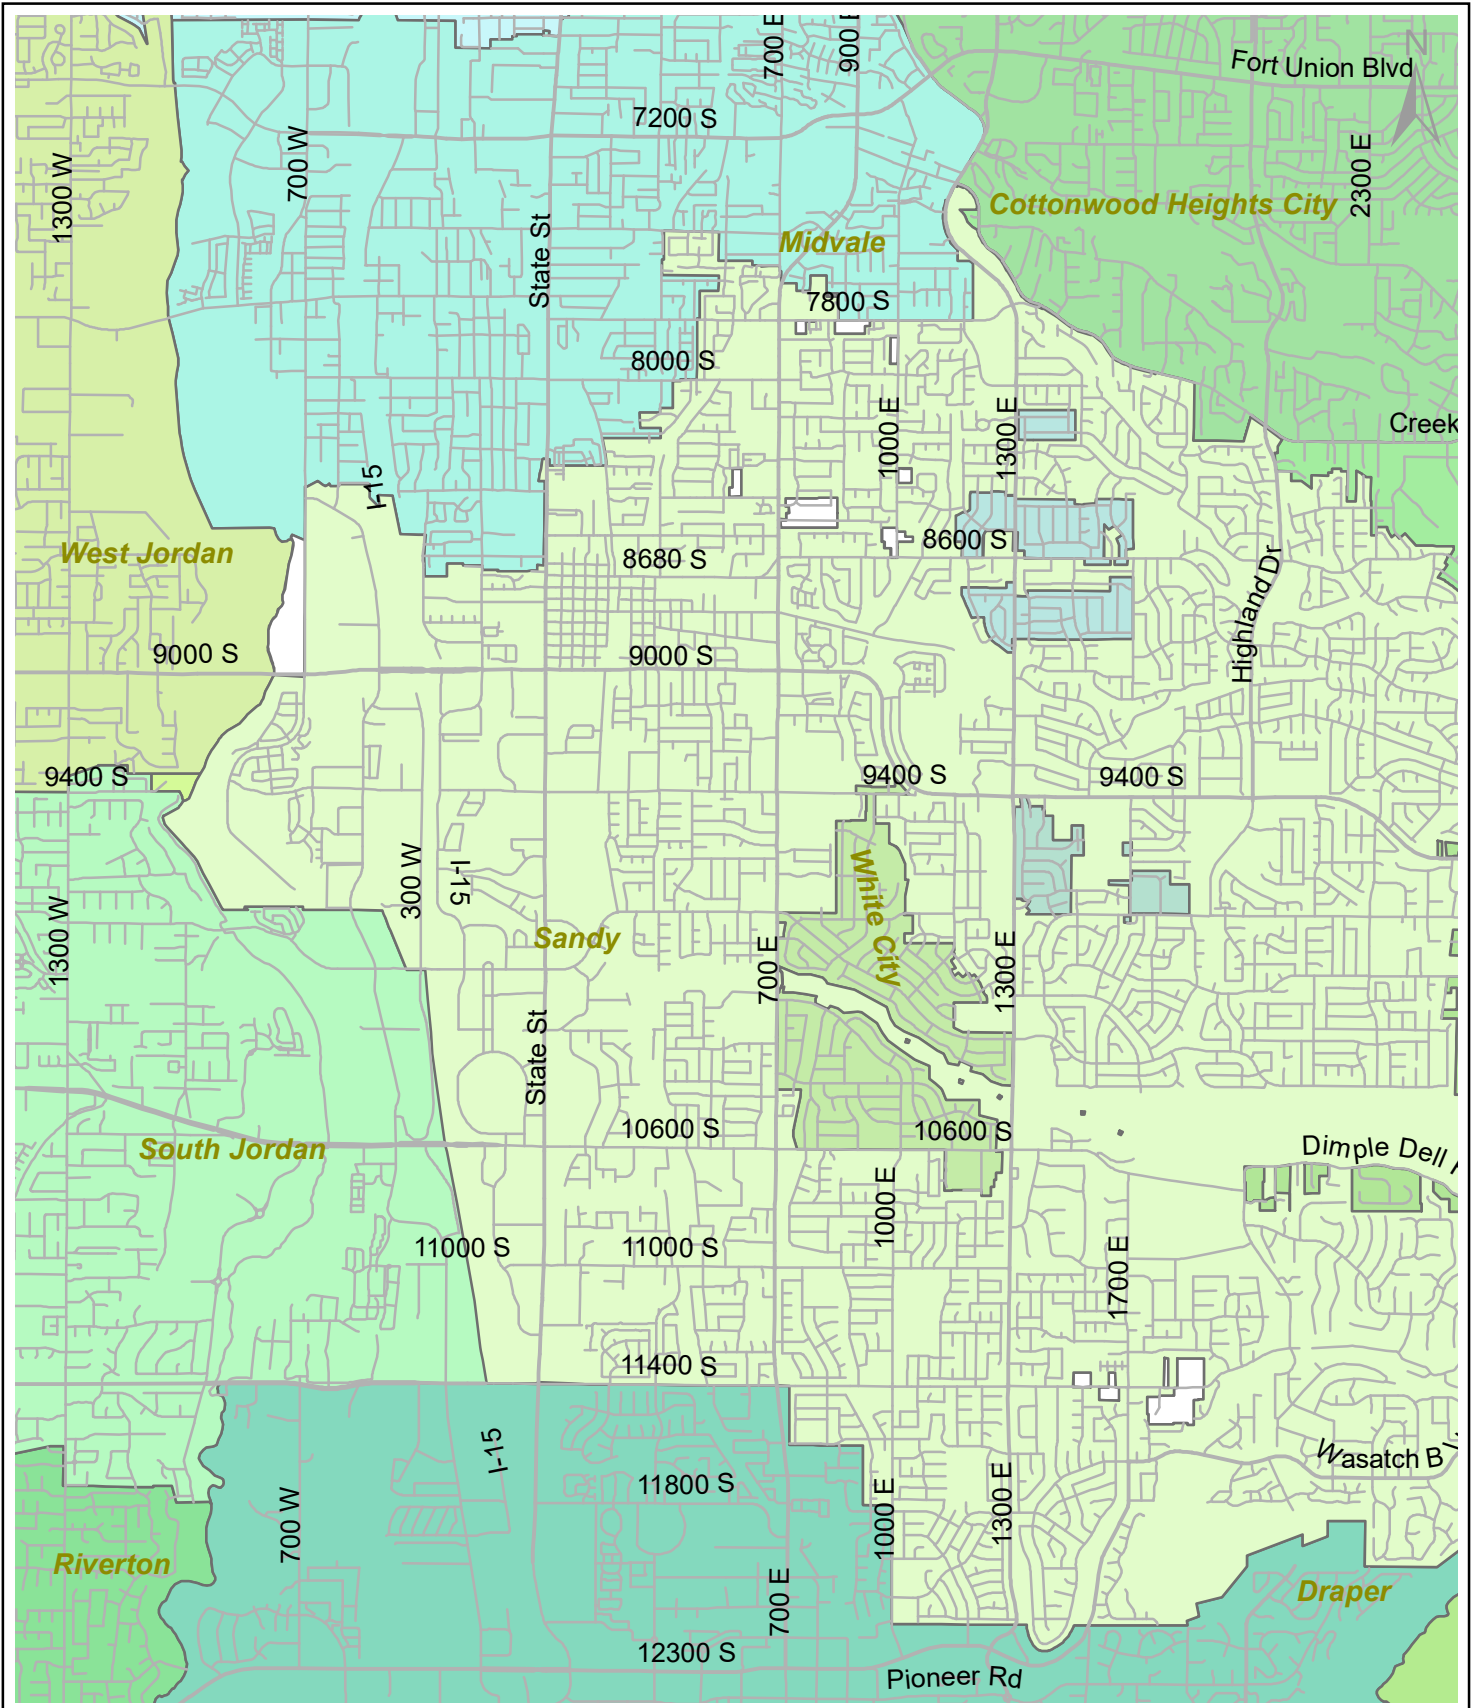 700 E
900 E
N
Fort Union Blvd
7200 S
1300 W
700 W
2300 E
Cottonwood Heights City
State St
Midvale
7800 S
8000 S
1000 E
1300 E
Creek
I-15
8600 S
West Jordan
8680 S
Highland Dr
9000 S
9000 S
9400 S
9400 S
9400 S
300 W
I-15
White City
1300 W
Sandy
700 E
1300 E
State St
10600 S
10600 S
South Jordan
Dimple Dell
1000 E
11000 S
11000 S
1700 E
11400 S
I-15
Wasatch Bl
11800 S
700 W
1000 E
1300 E
Riverton
700 E
Draper
12300 S
Pioneer Rd